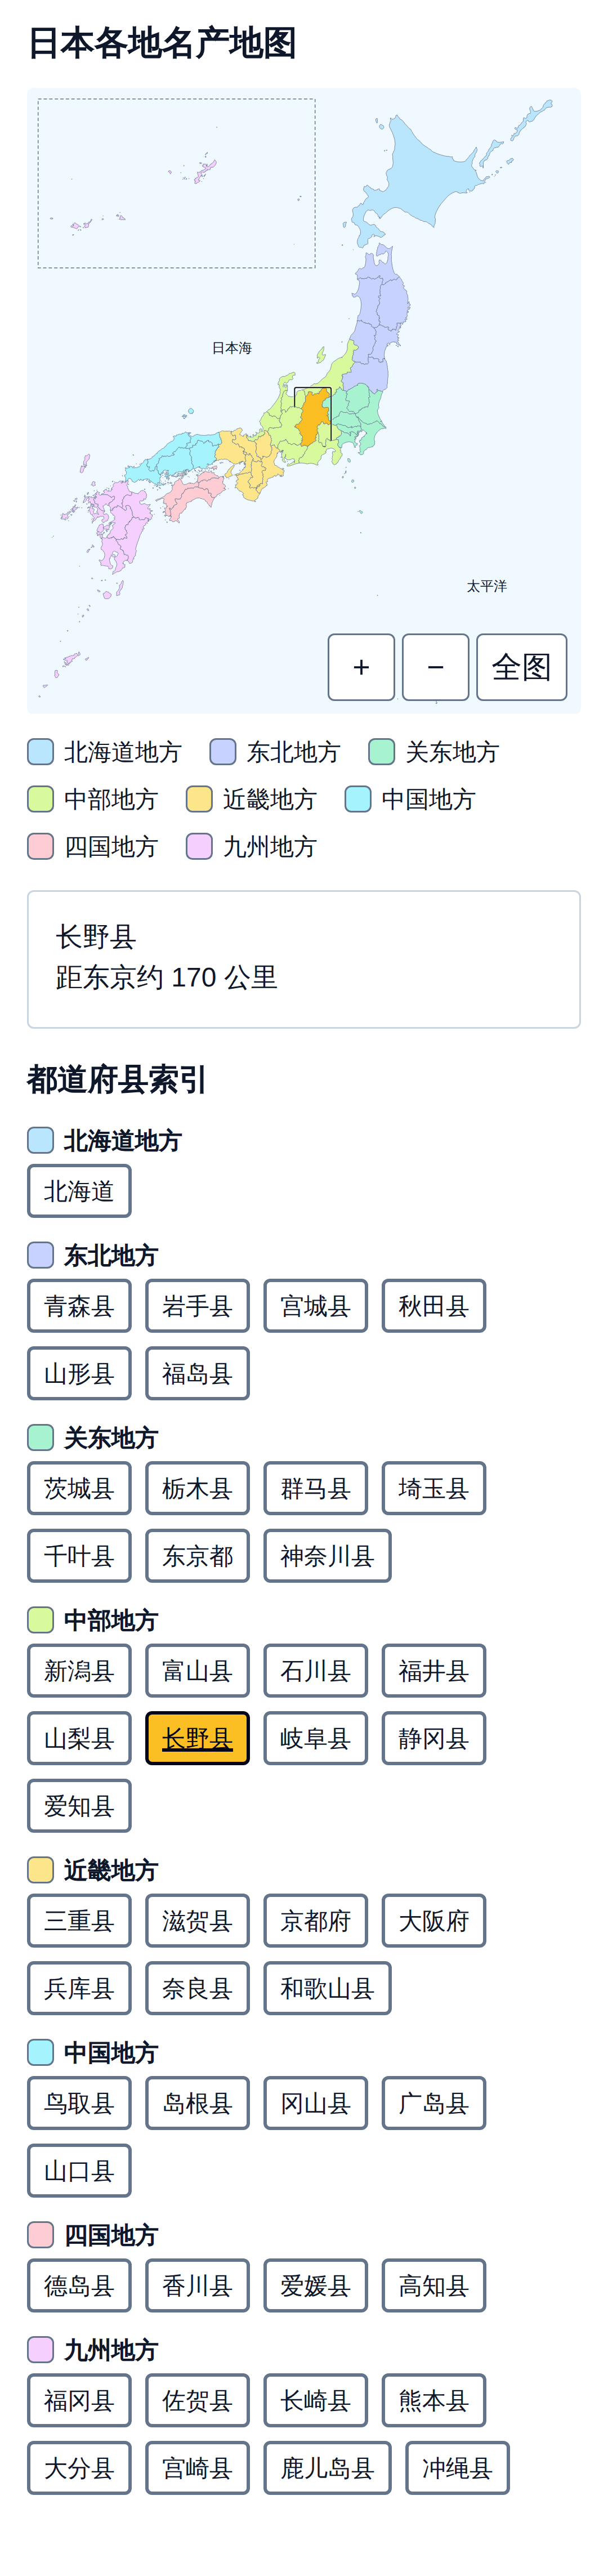 日本各地名产地图
日本海
太平洋
+ − 全图
北海道地方 东北地方 关东地方
中部地方 近畿地方 中国地方
四国地方 九州地方
长野县
距东京约 170 公里
都道府县索引
北海道地方
北海道
东北地方
青森县 岩手县 宫城县 秋田县
山形县 福岛县
关东地方
茨城县 栃木县 群马县 埼玉县
千叶县 东京都 神奈川县
中部地方
新潟县 富山县 石川县 福井县
山梨县 长野县 岐阜县 静冈县
爱知县
近畿地方
三重县 滋贺县 京都府 大阪府
兵库县 奈良县 和歌山县
中国地方
鸟取县 岛根县 冈山县 广岛县
山口县
四国地方
德岛县 香川县 爱媛县 高知县
九州地方
福冈县 佐贺县 长崎县 熊本县
大分县 宫崎县 鹿儿岛县 冲绳县